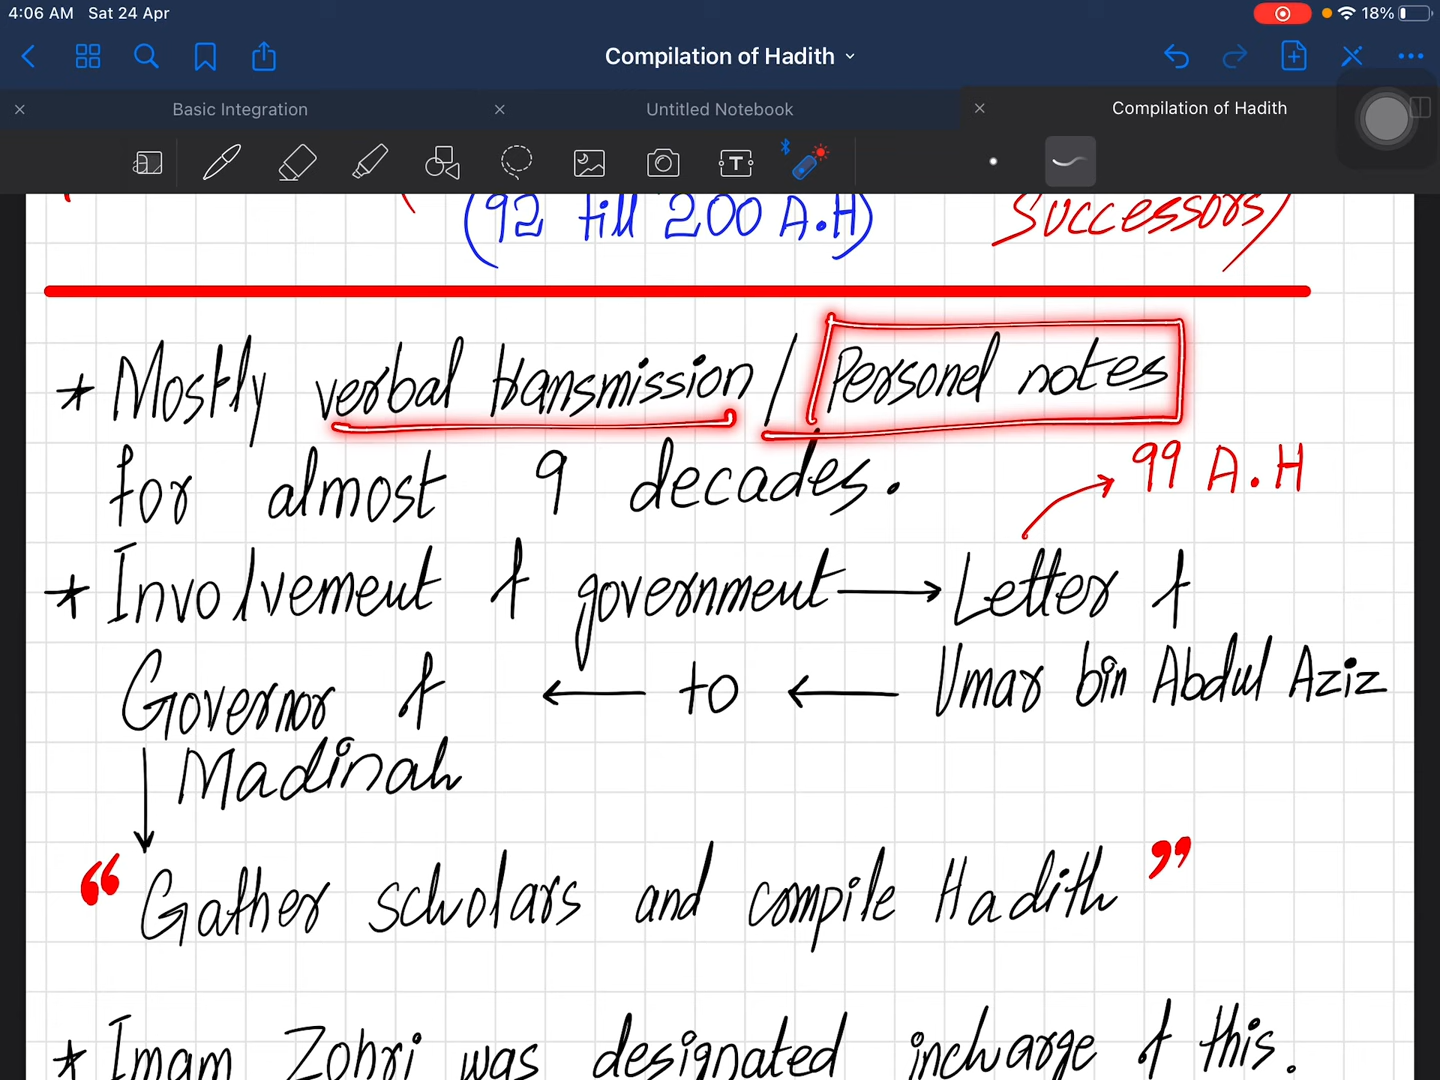 4:06 AM Sat 24 Apr 18%
Compilation of Hadith
Basic Integration Untitled Notebook Compilation of Hadith
(92 till 200 A.H) Successors)
* Mostly verbal transmission / Personel notes
for almost 9 decades. 99 A.H
* Involvement of government → Letter of
Governor of ← to ← Umar bin Abdul Aziz
Madinah
“ Gather scholars and compile Hadith ”
* Imam Zohri was designated incharge of this.